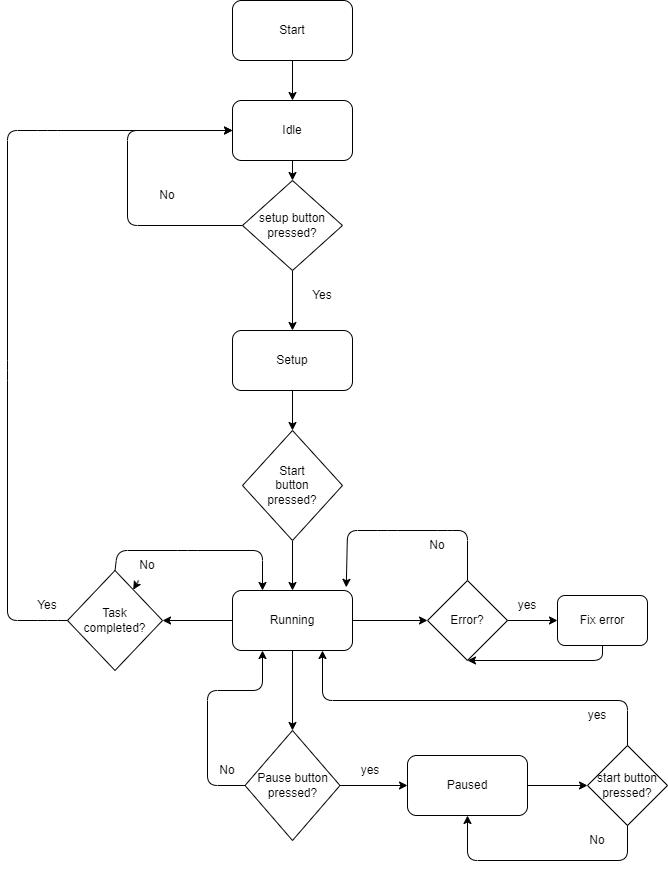 Start
Idle
No
setup button
pressed?
Yes
Setup
Start
button
pressed?
No
No
Yes
Task
completed?
Running
Error?
yes
Fix error
yes
No
Pause button
pressed?
yes
Paused
start button
pressed?
No